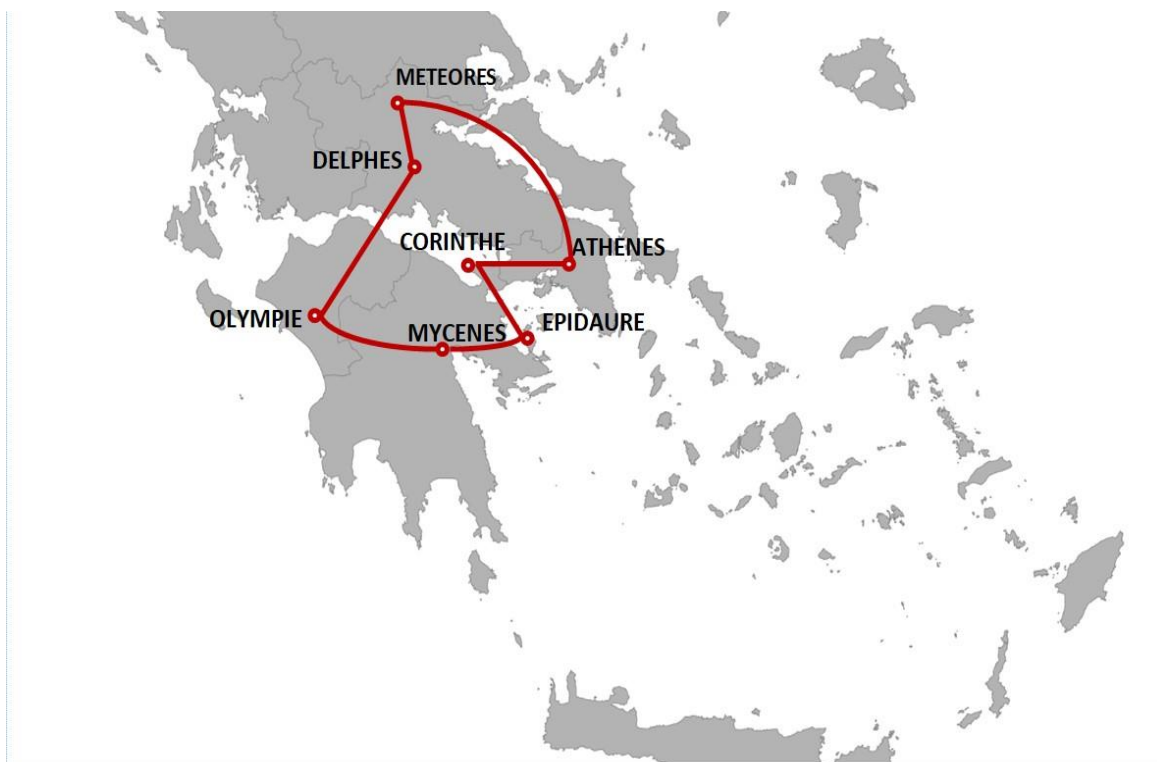 METEORES
DELPHES
CORINTHE
ATHENES
OLYMPIE
MYCENES
EPIDAURE